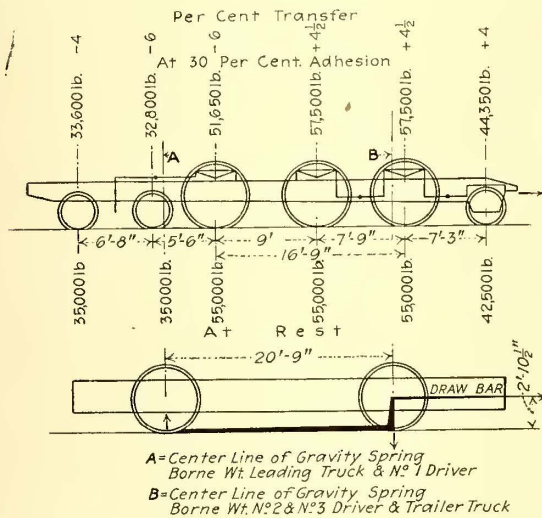 Per Cent Transfer
At 30 Per Cent. Adhesion
33,600 lb. -4
32,800 lb. -6
51,650 lb. -6
57,500 lb. +4½
57,500 lb. +4½
44,350 lb. +4
A
B
6'-8" 5'-6" 9' 7'-9" 7'-3"
16'-9"
35,000 lb.
35000 lb.
55,000 lb.
55,000 lb.
55,000 lb.
42,500 lb.
At Rest
20'-9"
2'-10½"
DRAW BAR
A=Center Line of Gravity Spring
Borne Wt. Leading Truck & No 1 Driver
B=Center Line of Gravity Spring
Borne Wt. No 2 & No 3 Driver & Trailer Truck